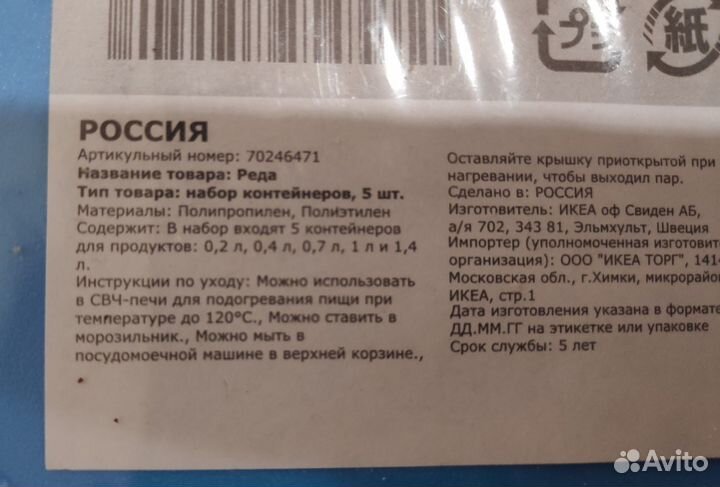 プラ
紙
РОССИЯ
Артикульный номер: 70246471
Название товара: Реда
Тип товара: набор контейнеров, 5 шт.
Материалы: Полипропилен, Полиэтилен
Содержит: В набор входят 5 контейнеров
для продуктов: 0,2 л, 0,4 л, 0,7 л, 1 л и 1,4
л.
Инструкции по уходу: Можно использовать
в СВЧ-печи для подогревания пищи при
температуре до 120°С., Можно ставить в
морозильник., Можно мыть в
посудомоечной машине в верхней корзине.,
Оставляйте крышку приоткрытой при
нагревании, чтобы выходил пар.
Сделано в: РОССИЯ
Изготовитель: ИКЕА оф Свиден АБ,
а/я 702, 343 81, Эльмхульт, Швеция
Импортер (уполномоченная изготовит
организация): ООО "ИКЕА ТОРГ", 1414
Московская обл., г.Химки, микрорайон
ИКЕА, стр.1
Дата изготовления указана в формате
ДД.ММ.ГГ на этикетке или упаковке
Срок службы: 5 лет
Avito